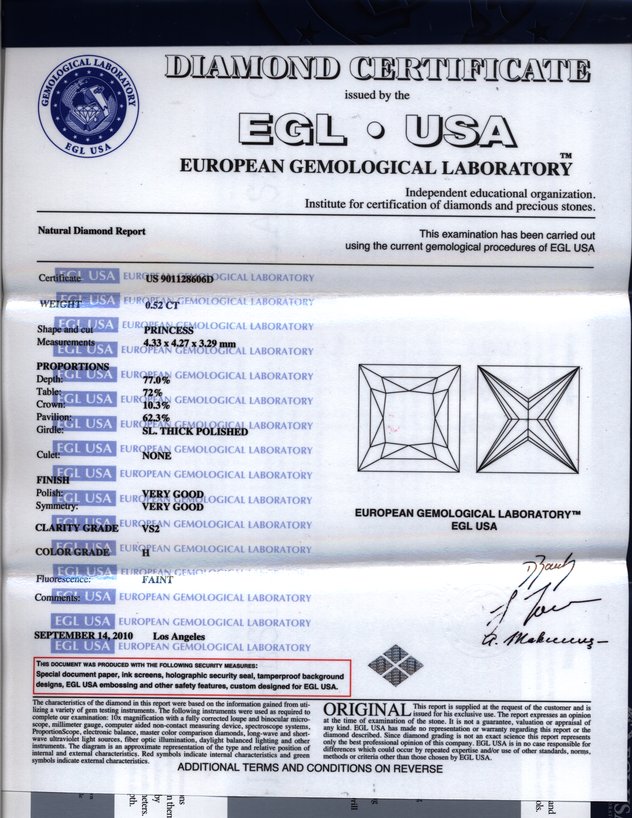 GEMOLOGICAL LABORATORY
EGL USA
DIAMOND CERTIFICATE
issued by the
EGL • USA
EUROPEAN GEMOLOGICAL LABORATORY™
Independent educational organization.
Institute for certification of diamonds and precious stones.
Natural Diamond Report
This examination has been carried out
using the current gemological procedures of EGL USA
Certificate US 901128606D
WEIGHT 0.52 CT
Shape and cut PRINCESS
Measurements 4.33 x 4.27 x 3.29 mm
PROPORTIONS
Depth: 77.0%
Table: 72%
Crown: 10.3%
Pavilion: 62.3%
Girdle: SL. THICK POLISHED
Culet: NONE
FINISH
Polish: VERY GOOD
Symmetry: VERY GOOD
CLARITY GRADE VS2
COLOR GRADE H
Fluorescence: FAINT
Comments:
SEPTEMBER 14, 2010 Los Angeles
EGL USA EUROPEAN GEMOLOGICAL LABORATORY
EUROPEAN GEMOLOGICAL LABORATORY™
EGL USA
THIS DOCUMENT WAS PRODUCED WITH THE FOLLOWING SECURITY MEASURES:
Special document paper, ink screens, holographic security seal, tamperproof background
designs, EGL USA embossing and other safety features, custom designed for EGL USA.
The characteristics of the diamond in this report were based on the information gained from uti-
lizing a variety of gem testing instruments. The following instruments were used as required to
complete our examination: 10x magnification with a fully corrected loupe and binocular micro-
scope, millimeter gauge, computer aided non-contact measuring device, spectroscope systems,
ProportionScope, electronic balance, master color comparison diamonds, long-wave and short-
wave ultraviolet light sources, fiber optic illumination, daylight balanced lighting and other
instruments. The diagram is an approximate representation of the type and relative position of
internal and external characteristics. Red symbols indicate internal characteristics and green
symbols indicate external characteristics.
ORIGINAL This report is supplied at the request of the customer and is
issued for his exclusive use. The report expresses an opinion
at the time of examination of the stone. It is not a guarantee, valuation or appraisal of
any kind. EGL USA has made no representation or warranty regarding this report or the
diamond described. Since diamond grading is not an exact science this report represents
only the best professional opinion of this company. EGL USA is in no case responsible for
differences which could occur by repeated expertise and/or use of other standards, norms,
methods or criteria other than those chosen by EGL USA.
ADDITIONAL TERMS AND CONDITIONS ON REVERSE